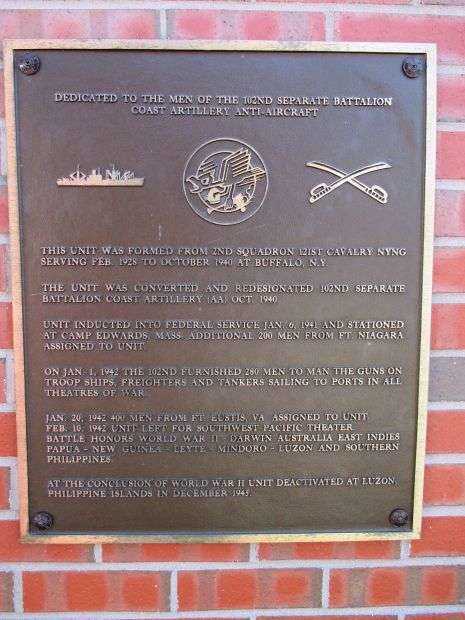 DEDICATED TO THE MEN OF THE 102ND SEPARATE BATTALION
COAST ARTILLERY ANTI-AIRCRAFT
THIS UNIT WAS FORMED FROM 2ND SQUADRON 121ST CAVALRY NYNG
SERVING FEB. 1928 TO OCTOBER 1940 AT BUFFALO, N.Y.
THE UNIT WAS CONVERTED AND REDESIGNATED 102ND SEPARATE
BATTALION COAST ARTILLERY (AA) OCT. 1940
UNIT INDUCTED INTO FEDERAL SERVICE JAN. 6, 1941 AND STATIONED
AT CAMP EDWARDS, MASS. ADDITIONAL 200 MEN FROM FT. NIAGARA
ASSIGNED TO UNIT.
ON JAN. 1, 1942 THE 102ND FURNISHED 280 MEN TO MAN THE GUNS ON
TROOP SHIPS, FREIGHTERS AND TANKERS SAILING TO PORTS IN ALL
THEATRES OF WAR.
JAN. 20, 1942 400 MEN FROM FT. EUSTIS, VA. ASSIGNED TO UNIT.
FEB. 10, 1942 UNIT LEFT FOR SOUTHWEST PACIFIC THEATER
BATTLE HONORS WORLD WAR II - DARWIN AUSTRALIA EAST INDIES
PAPUA - NEW GUINEA - LEYTE - MINDORO - LUZON AND SOUTHERN
PHILIPPINES.
AT THE CONCLUSION OF WORLD WAR II UNIT DEACTIVATED AT LUZON,
PHILIPPINE ISLANDS IN DECEMBER 1945.